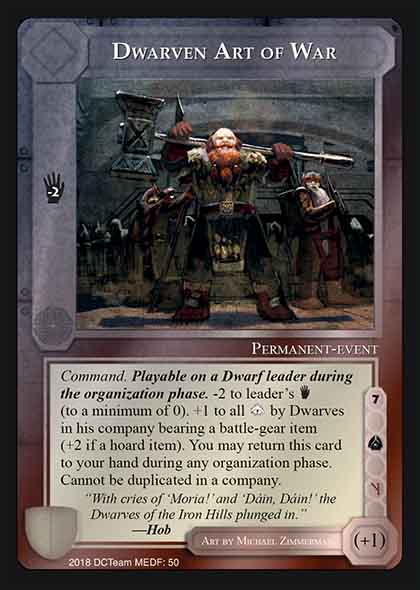 DWARVEN ART OF WAR
-2
PERMANENT-EVENT
Command. Playable on a Dwarf leader during
the organization phase. -2 to leader's
(to a minimum of 0). +1 to all by Dwarves
in his company bearing a battle-gear item
(+2 if a hoard item). You may return this card
to your hand during any organization phase.
Cannot be duplicated in a company.
"With cries of 'Moria!' and 'Dáin, Dáin!' the
Dwarves of the Iron Hills plunged in."
—Hob
7
ART BY MICHAEL ZIMMERMAN
(+1)
2018 DCTeam MEDF: 50